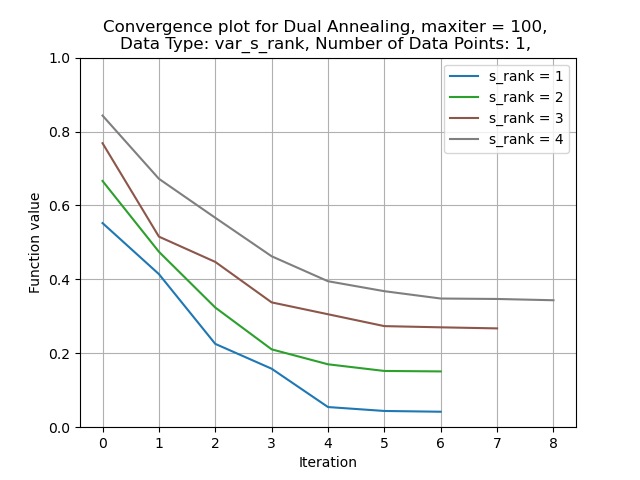 Convergence plot for Dual Annealing, maxiter = 100,
Data Type: var_s_rank, Number of Data Points: 1,
1.0
0.8
0.6
0.4
0.2
0.0
Function value
s_rank = 1
s_rank = 2
s_rank = 3
s_rank = 4
0 1 2 3 4 5 6 7 8
Iteration